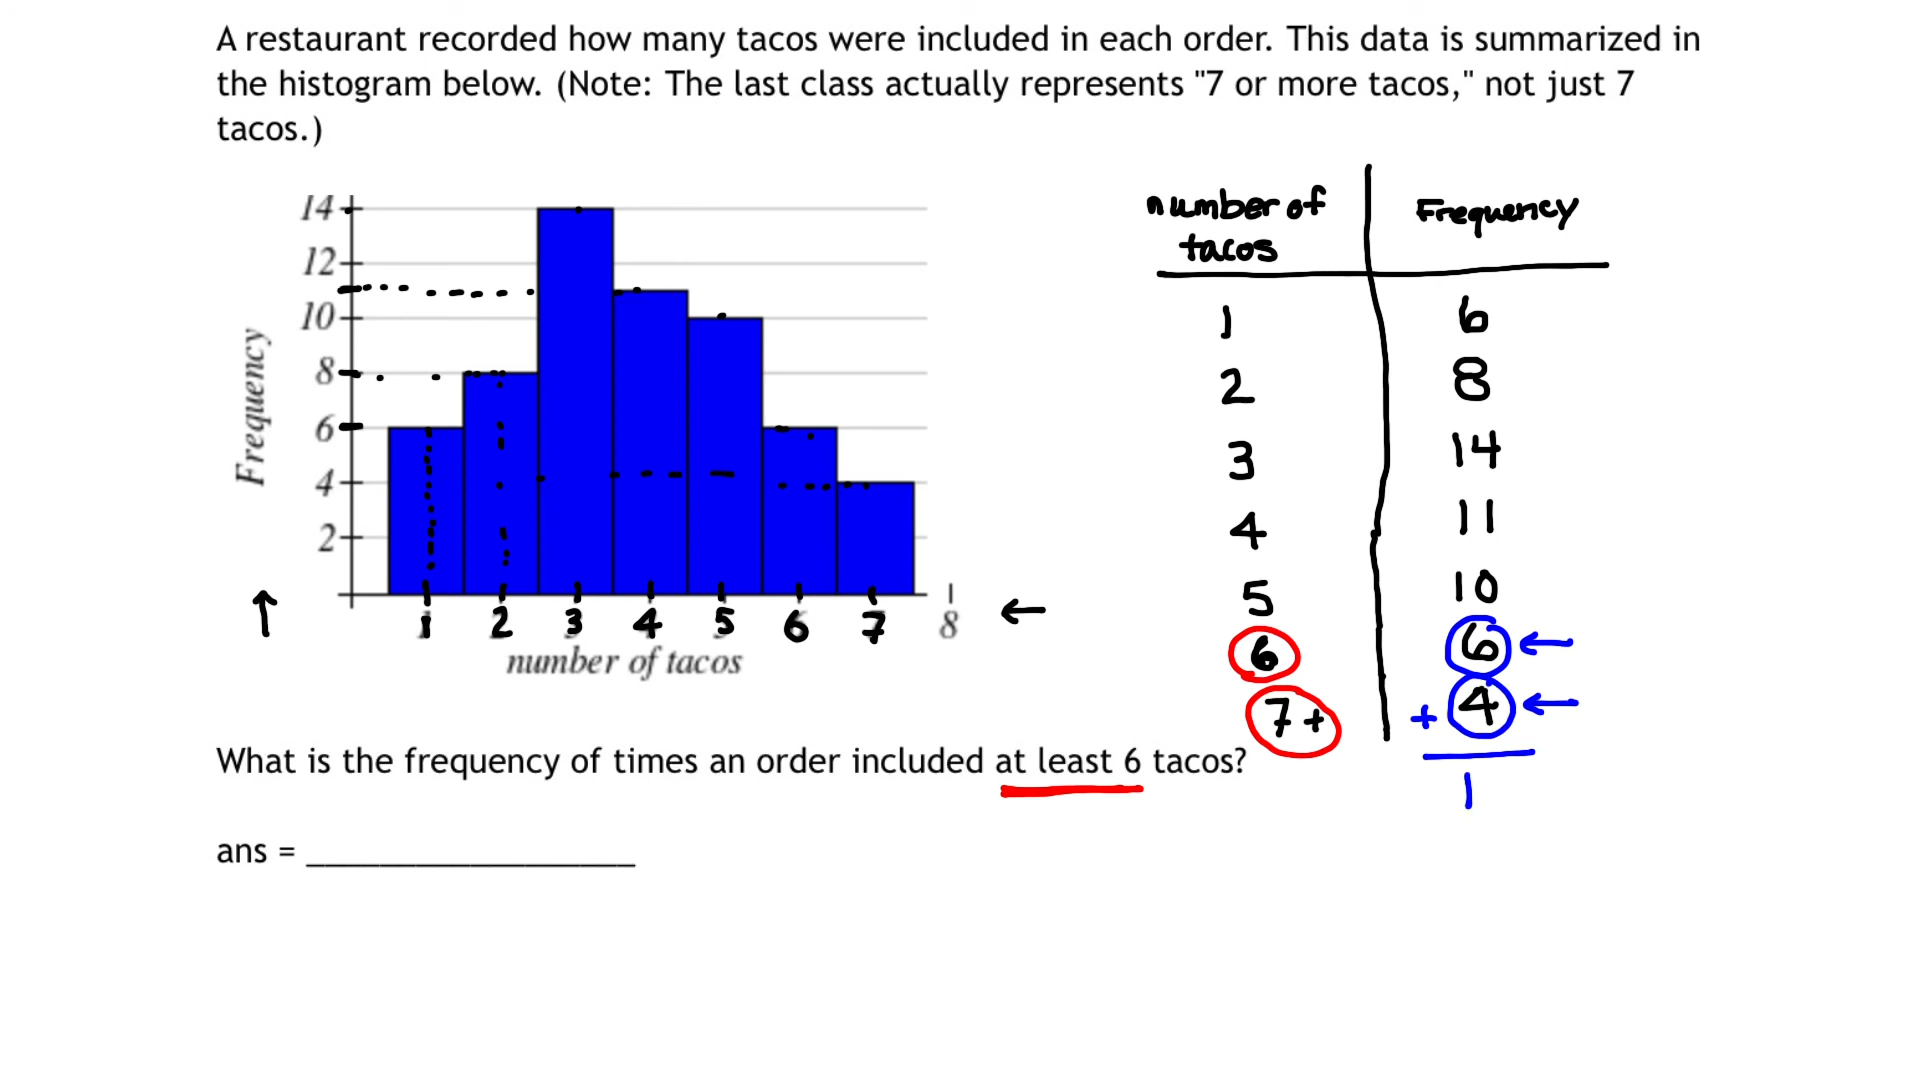 A restaurant recorded how many tacos were included in each order. This data is summarized in
the histogram below. (Note: The last class actually represents "7 or more tacos," not just 7
tacos.)
14
12
10
8
6
4
2
Frequency
1 2 3 4 5 6 7 8
number of tacos
number of tacos Frequency
1 6
2 8
3 14
4 11
5 10
6 6
7+ + 4
1
What is the frequency of times an order included at least 6 tacos?
ans = ____________________